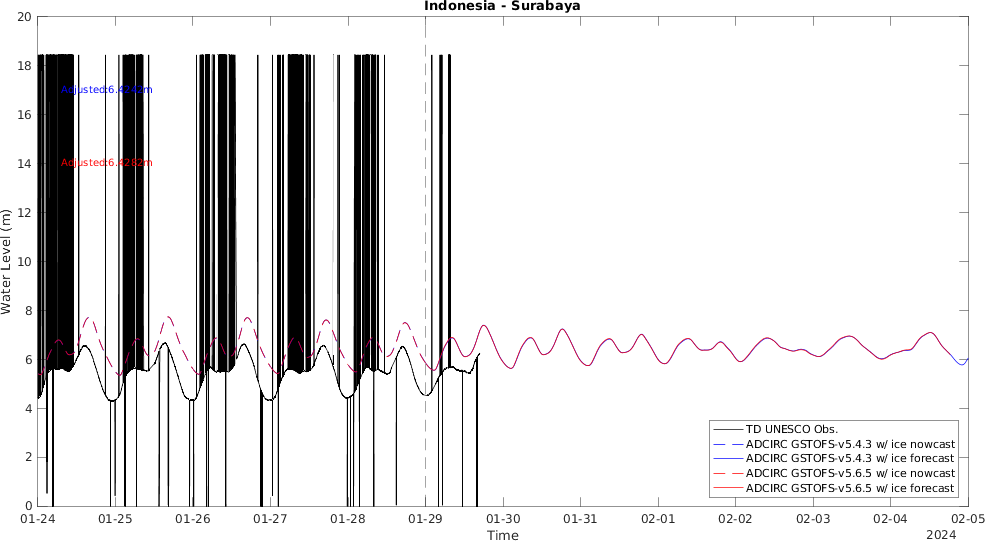 Indonesia - Surabaya
20
18
16
14
12
10
8
6
4
2
0
Water Level (m)
Adjusted:6.4242m
Adjusted:6.4282m
TD UNESCO Obs.
ADCIRC GSTOFS-v5.4.3 w/ ice nowcast
ADCIRC GSTOFS-v5.4.3 w/ ice forecast
ADCIRC GSTOFS-v5.6.5 w/ ice nowcast
ADCIRC GSTOFS-v5.6.5 w/ ice forecast
01-24 01-25 01-26 01-27 01-28 01-29 01-30 01-31 02-01 02-02 02-03 02-04 02-05
Time
2024